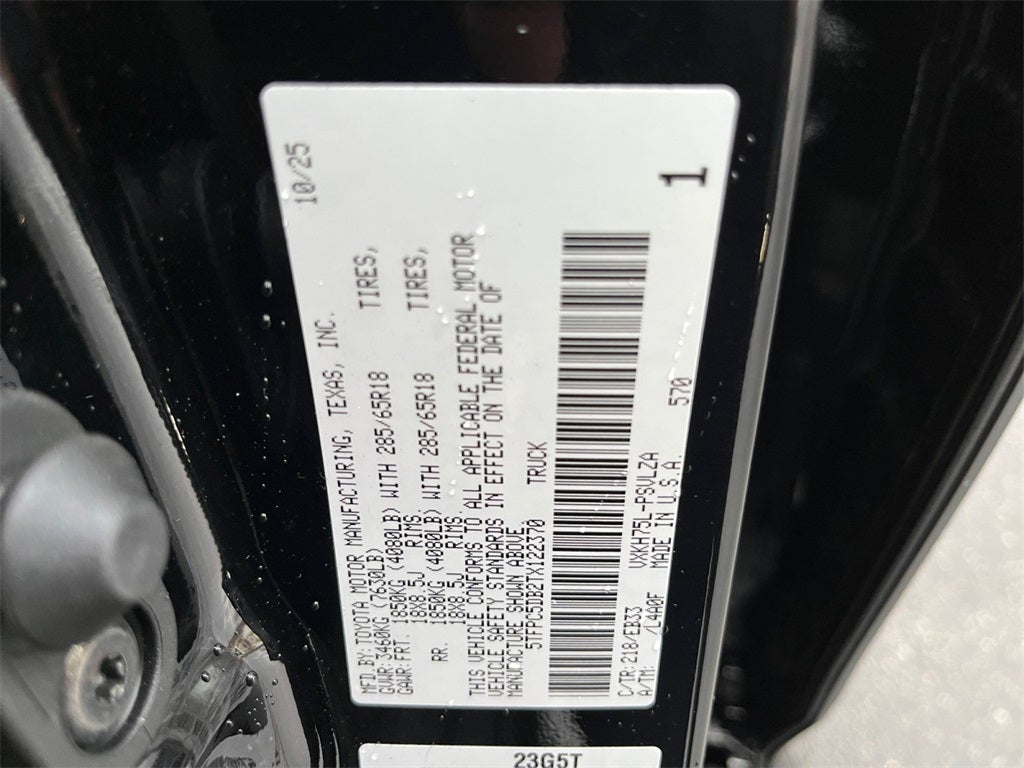 MFD.BY:TOYOTA MOTOR MANUFACTURING, TEXAS, INC. 10/25
GVWR:3460KG (7630LB)
GAWR:FRT. 1850KG (4080LB) WITH 285/65R18 TIRES,
18X8.5J RIMS
RR. 1850KG (4080LB) WITH 285/65R18 TIRES,
18X8.5J RIMS
THIS VEHICLE CONFORMS TO ALL APPLICABLE FEDERAL MOTOR
VEHICLE SAFETY STANDARDS IN EFFECT ON THE DATE OF
MANUFACTURE SHOWN ABOVE.
5TFPC5DB2TX122370 TRUCK
C/TR:218/EB33 VXKH75L-PSVLZA
A/TM: /L4A0F MADE IN U.S.A. 570
1
23G5T